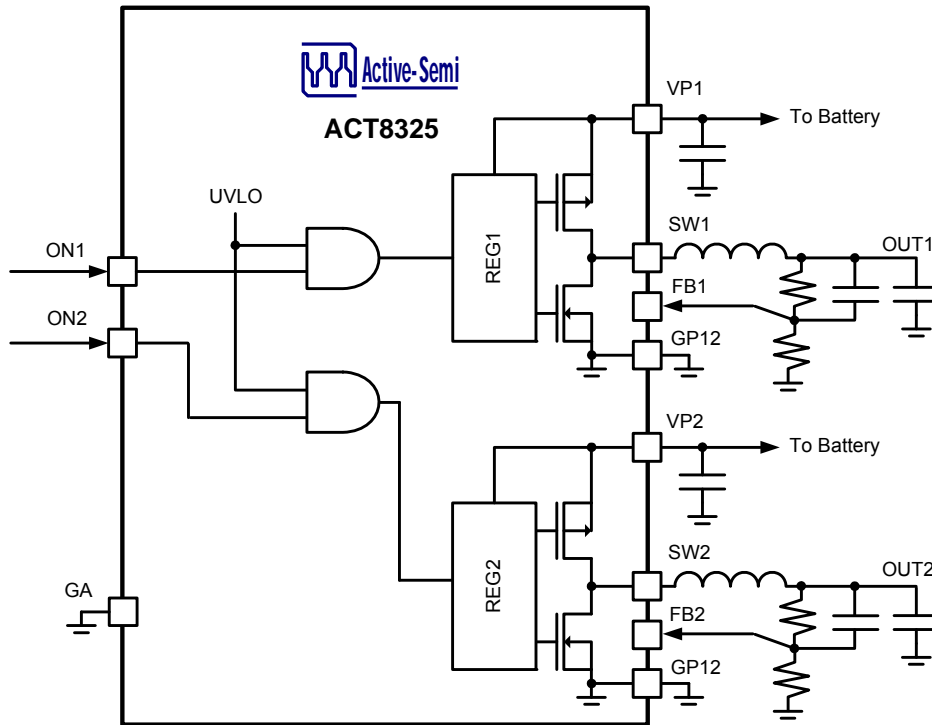 Active-Semi
ACT8325
VP1
To Battery
UVLO
ON1
REG1
SW1
OUT1
FB1
ON2
GP12
VP2
To Battery
REG2
SW2
OUT2
GA
FB2
GP12